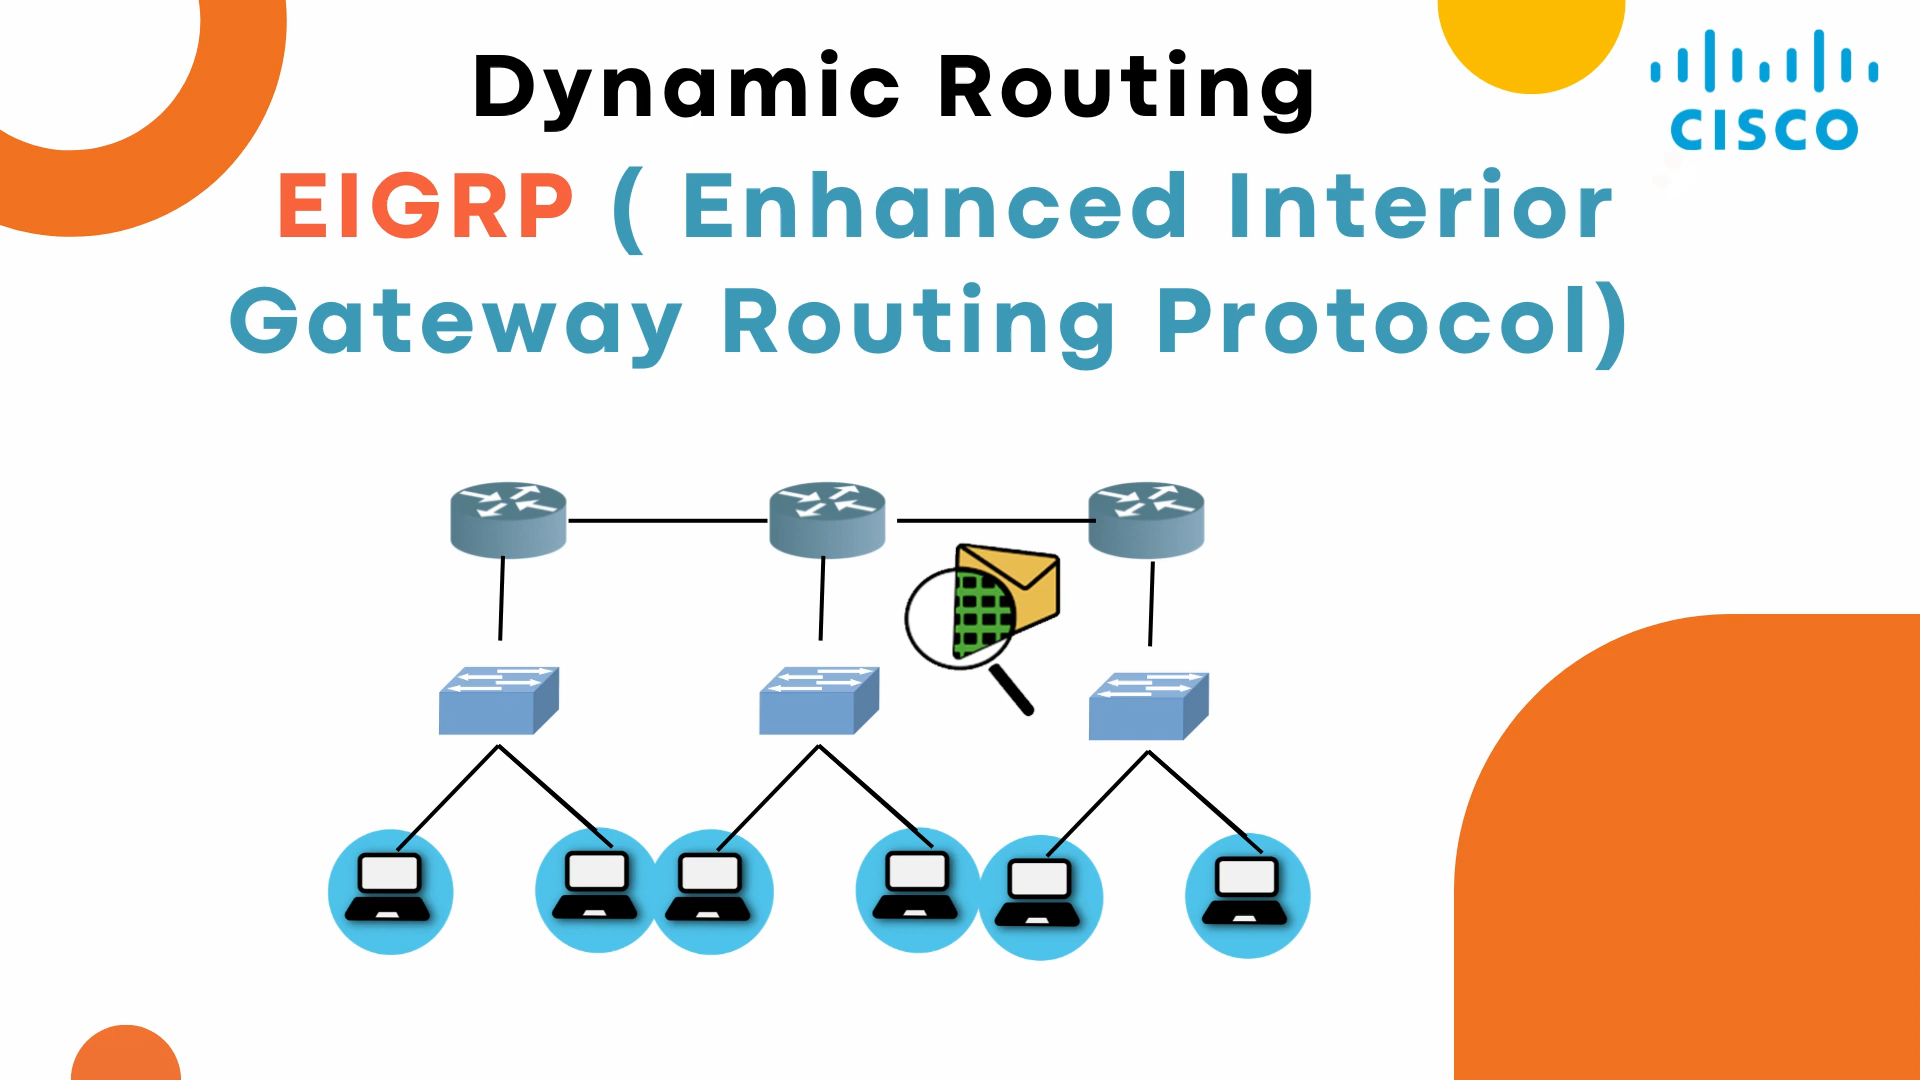 Dynamic Routing
CISCO
EIGRP ( Enhanced Interior
Gateway Routing Protocol)